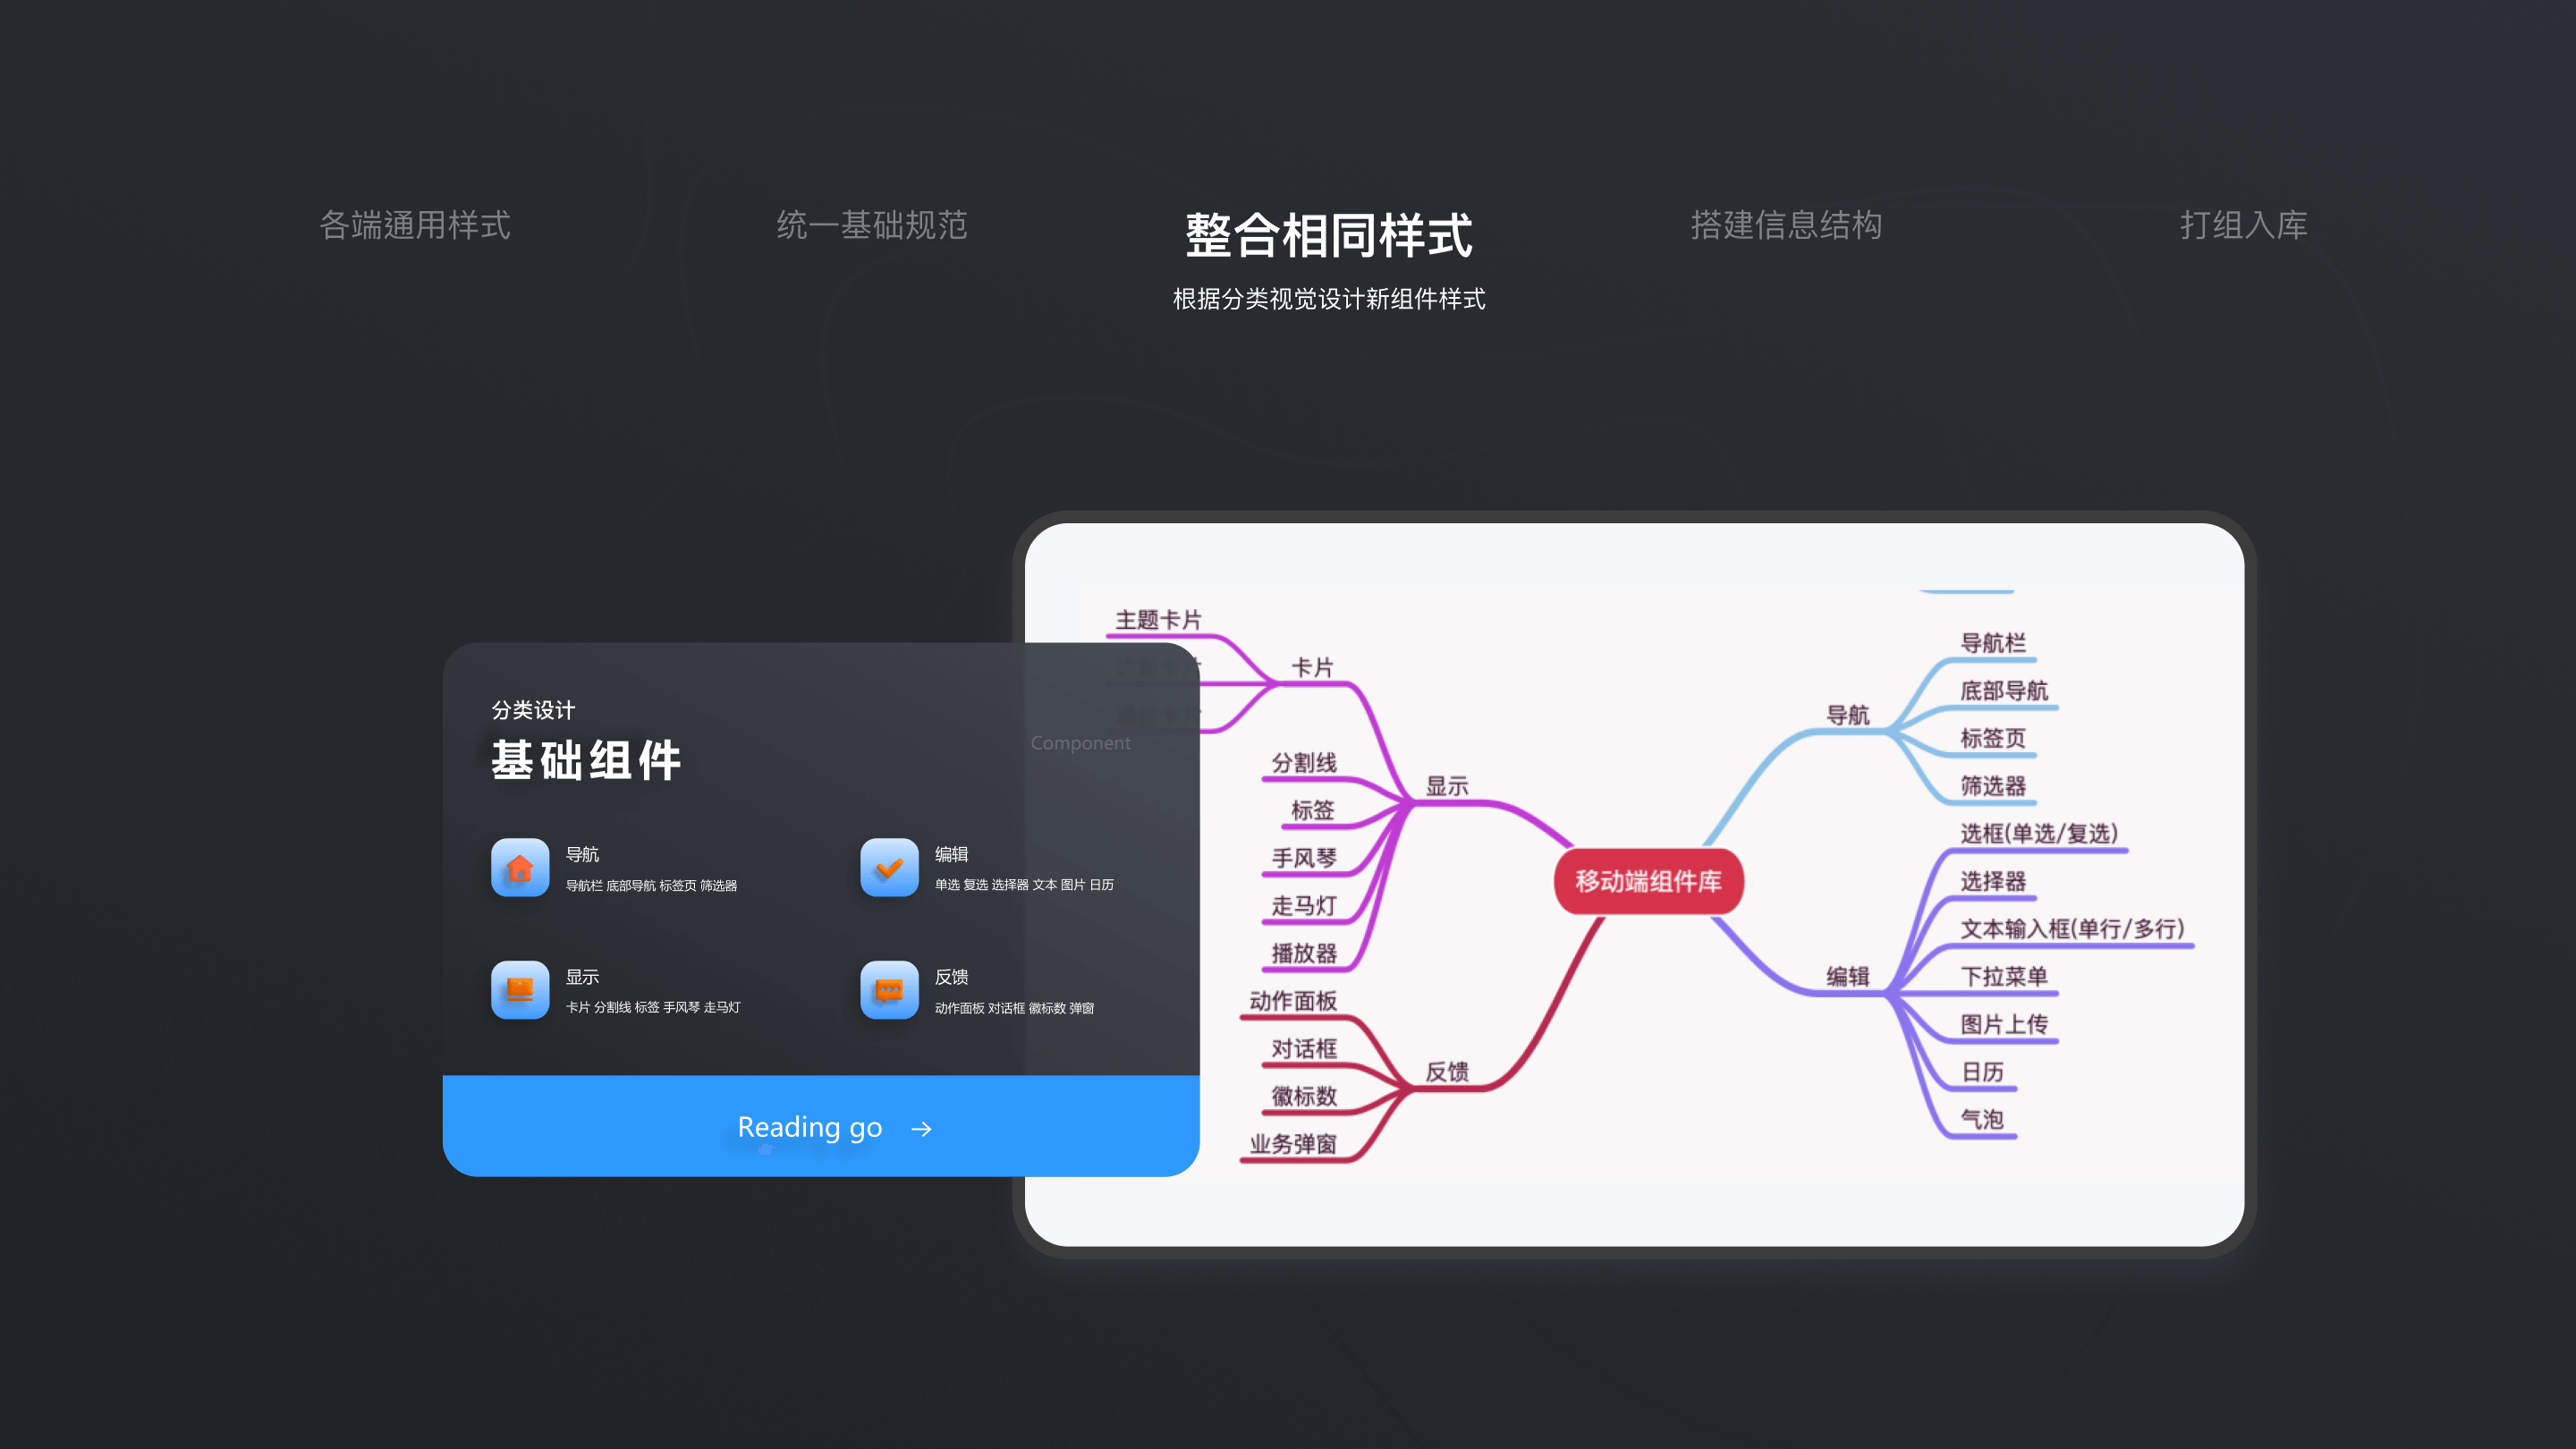 各端通用样式
统一基础规范
整合相同样式
搭建信息结构
打组入库
根据分类视觉设计新组件样式
分类设计
基础组件
Component
导航
导航栏 底部导航 标签页 筛选器
编辑
单选 复选 选择器 文本 图片 日历
显示
卡片 分割线 标签 手风琴 走马灯
反馈
动作面板 对话框 徽标数 弹窗
Reading go →
主题卡片
卡片
分割线
标签
手风琴
走马灯
播放器
显示
动作面板
对话框
徽标数
业务弹窗
反馈
移动端组件库
导航
导航栏
底部导航
标签页
筛选器
编辑
选框(单选/复选)
选择器
文本输入框(单行/多行)
下拉菜单
图片上传
日历
气泡